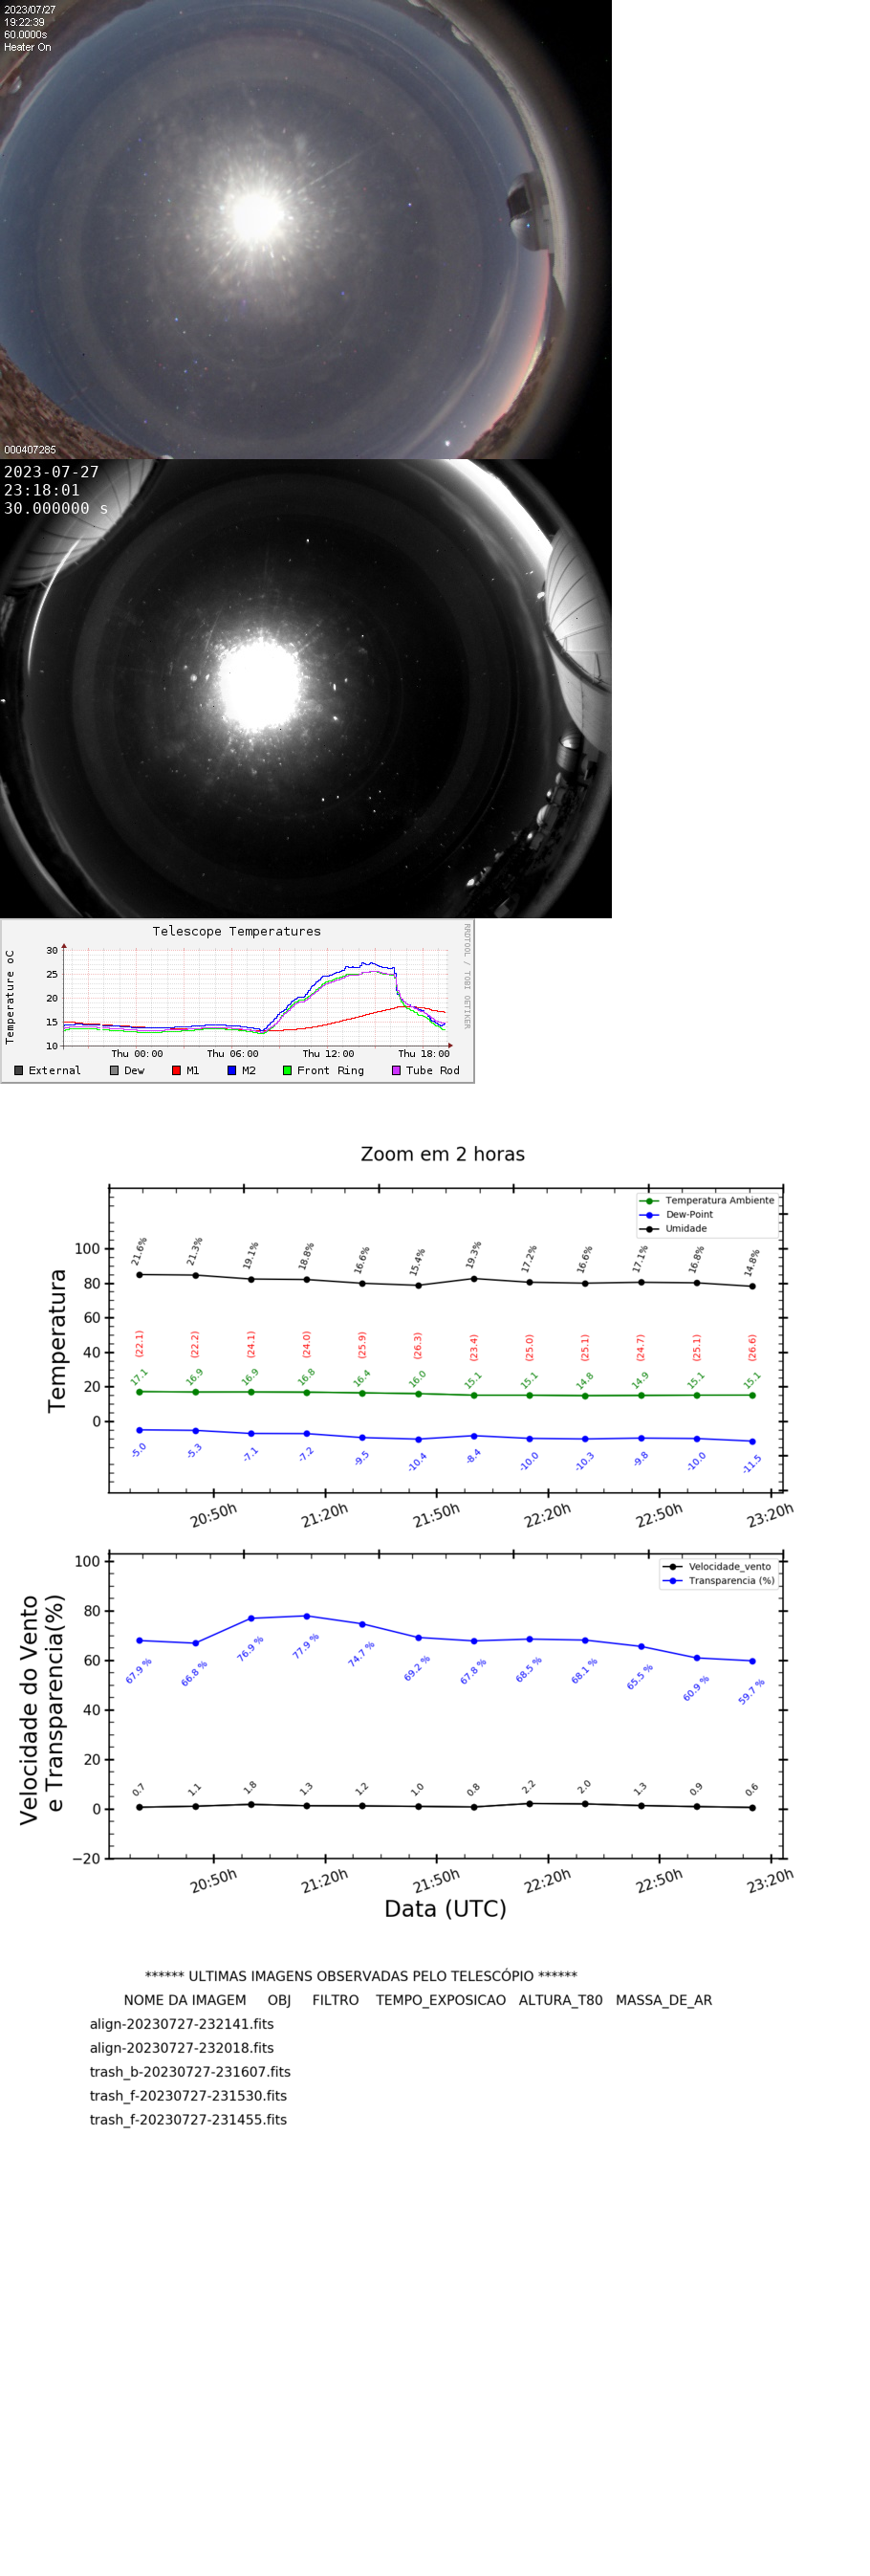 2023/07/27
19:22:39
60.0000s
Heater On
000407285
2023-07-27
23:18:01
30.000000 s
Telescope Temperatures
Temperature oC
RRDTOOL / TOBI OETIKER
30
25
20
15
10
Thu 00:00 Thu 06:00 Thu 12:00 Thu 18:00
External Dew M1 M2 Front Ring Tube Rod
Zoom em 2 horas
Temperatura
Temperatura Ambiente
Dew-Point
Umidade
100
80
60
40
20
0
21.6% 21.3% 19.1% 18.8% 16.6% 15.4% 19.3% 17.2% 16.6% 17.1% 16.8% 14.8%
(22.1) (22.2) (24.1) (24.0) (25.9) (26.3) (23.4) (25.0) (25.1) (24.7) (25.1) (26.6)
17.1 16.9 16.9 16.8 16.4 16.0 15.1 15.1 14.8 14.9 15.1 15.1
-5.0 -5.3 -7.1 -7.2 -9.5 -10.4 -8.4 -10.0 -10.3 -9.8 -10.0 -11.5
20:50h 21:20h 21:50h 22:20h 22:50h 23:20h
Velocidade do Vento
e Transparencia(%)
Velocidade_vento
Transparencia (%)
100
80
60
40
20
0
−20
67.9 % 66.8 % 76.9 % 77.9 % 74.7 % 69.2 % 67.8 % 68.5 % 68.1 % 65.5 % 60.9 % 59.7 %
0.7 1.1 1.8 1.3 1.2 1.0 0.8 2.2 2.0 1.3 0.9 0.6
20:50h 21:20h 21:50h 22:20h 22:50h 23:20h
Data (UTC)
****** ULTIMAS IMAGENS OBSERVADAS PELO TELESCÓPIO ******
NOME DA IMAGEM OBJ FILTRO TEMPO_EXPOSICAO ALTURA_T80 MASSA_DE_AR
align-20230727-232141.fits
align-20230727-232018.fits
trash_b-20230727-231607.fits
trash_f-20230727-231530.fits
trash_f-20230727-231455.fits